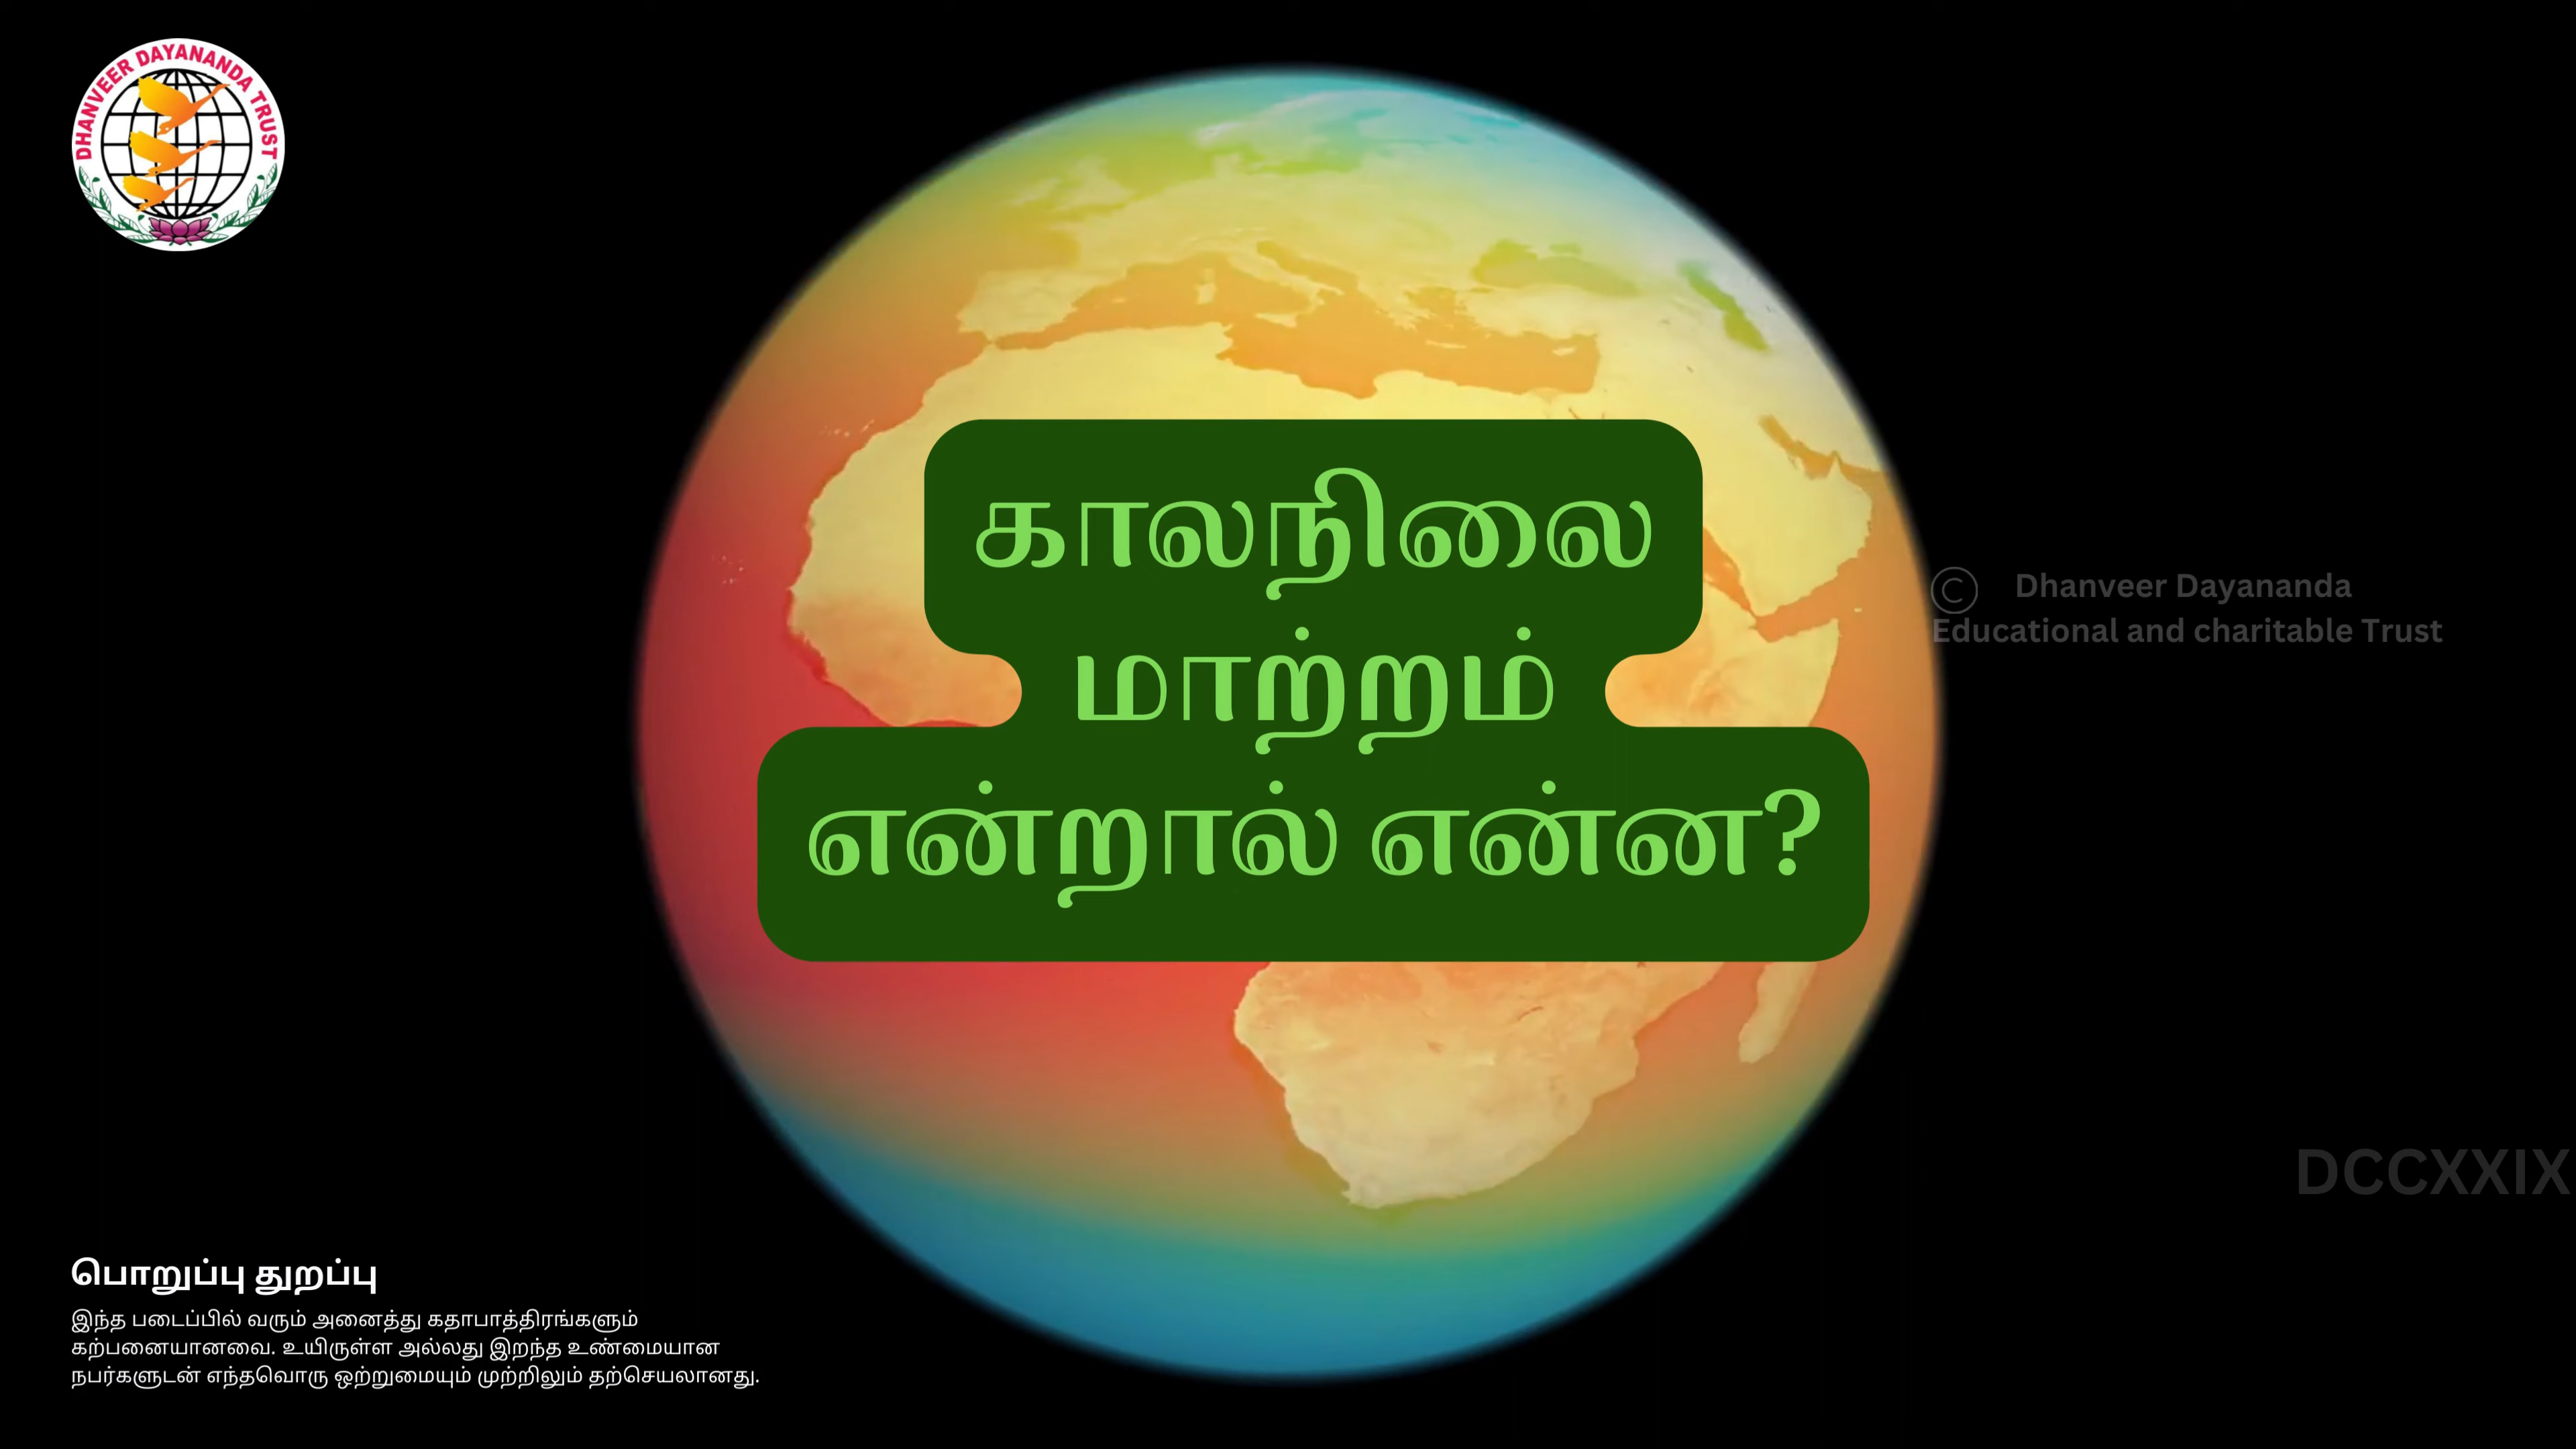 DHANVEER DAYANANDA TRUST
காலநிலை
மாற்றம்
என்றால் என்ன?
© Dhanveer Dayananda
Educational and charitable Trust
DCCXXIX
பொறுப்பு துறப்பு
இந்த படைப்பில் வரும் அனைத்து கதாபாத்திரங்களும்
கற்பனையானவை. உயிருள்ள அல்லது இறந்த உண்மையான
நபர்களுடன் எந்தவொரு ஒற்றுமையும் முற்றிலும் தற்செயலானது.